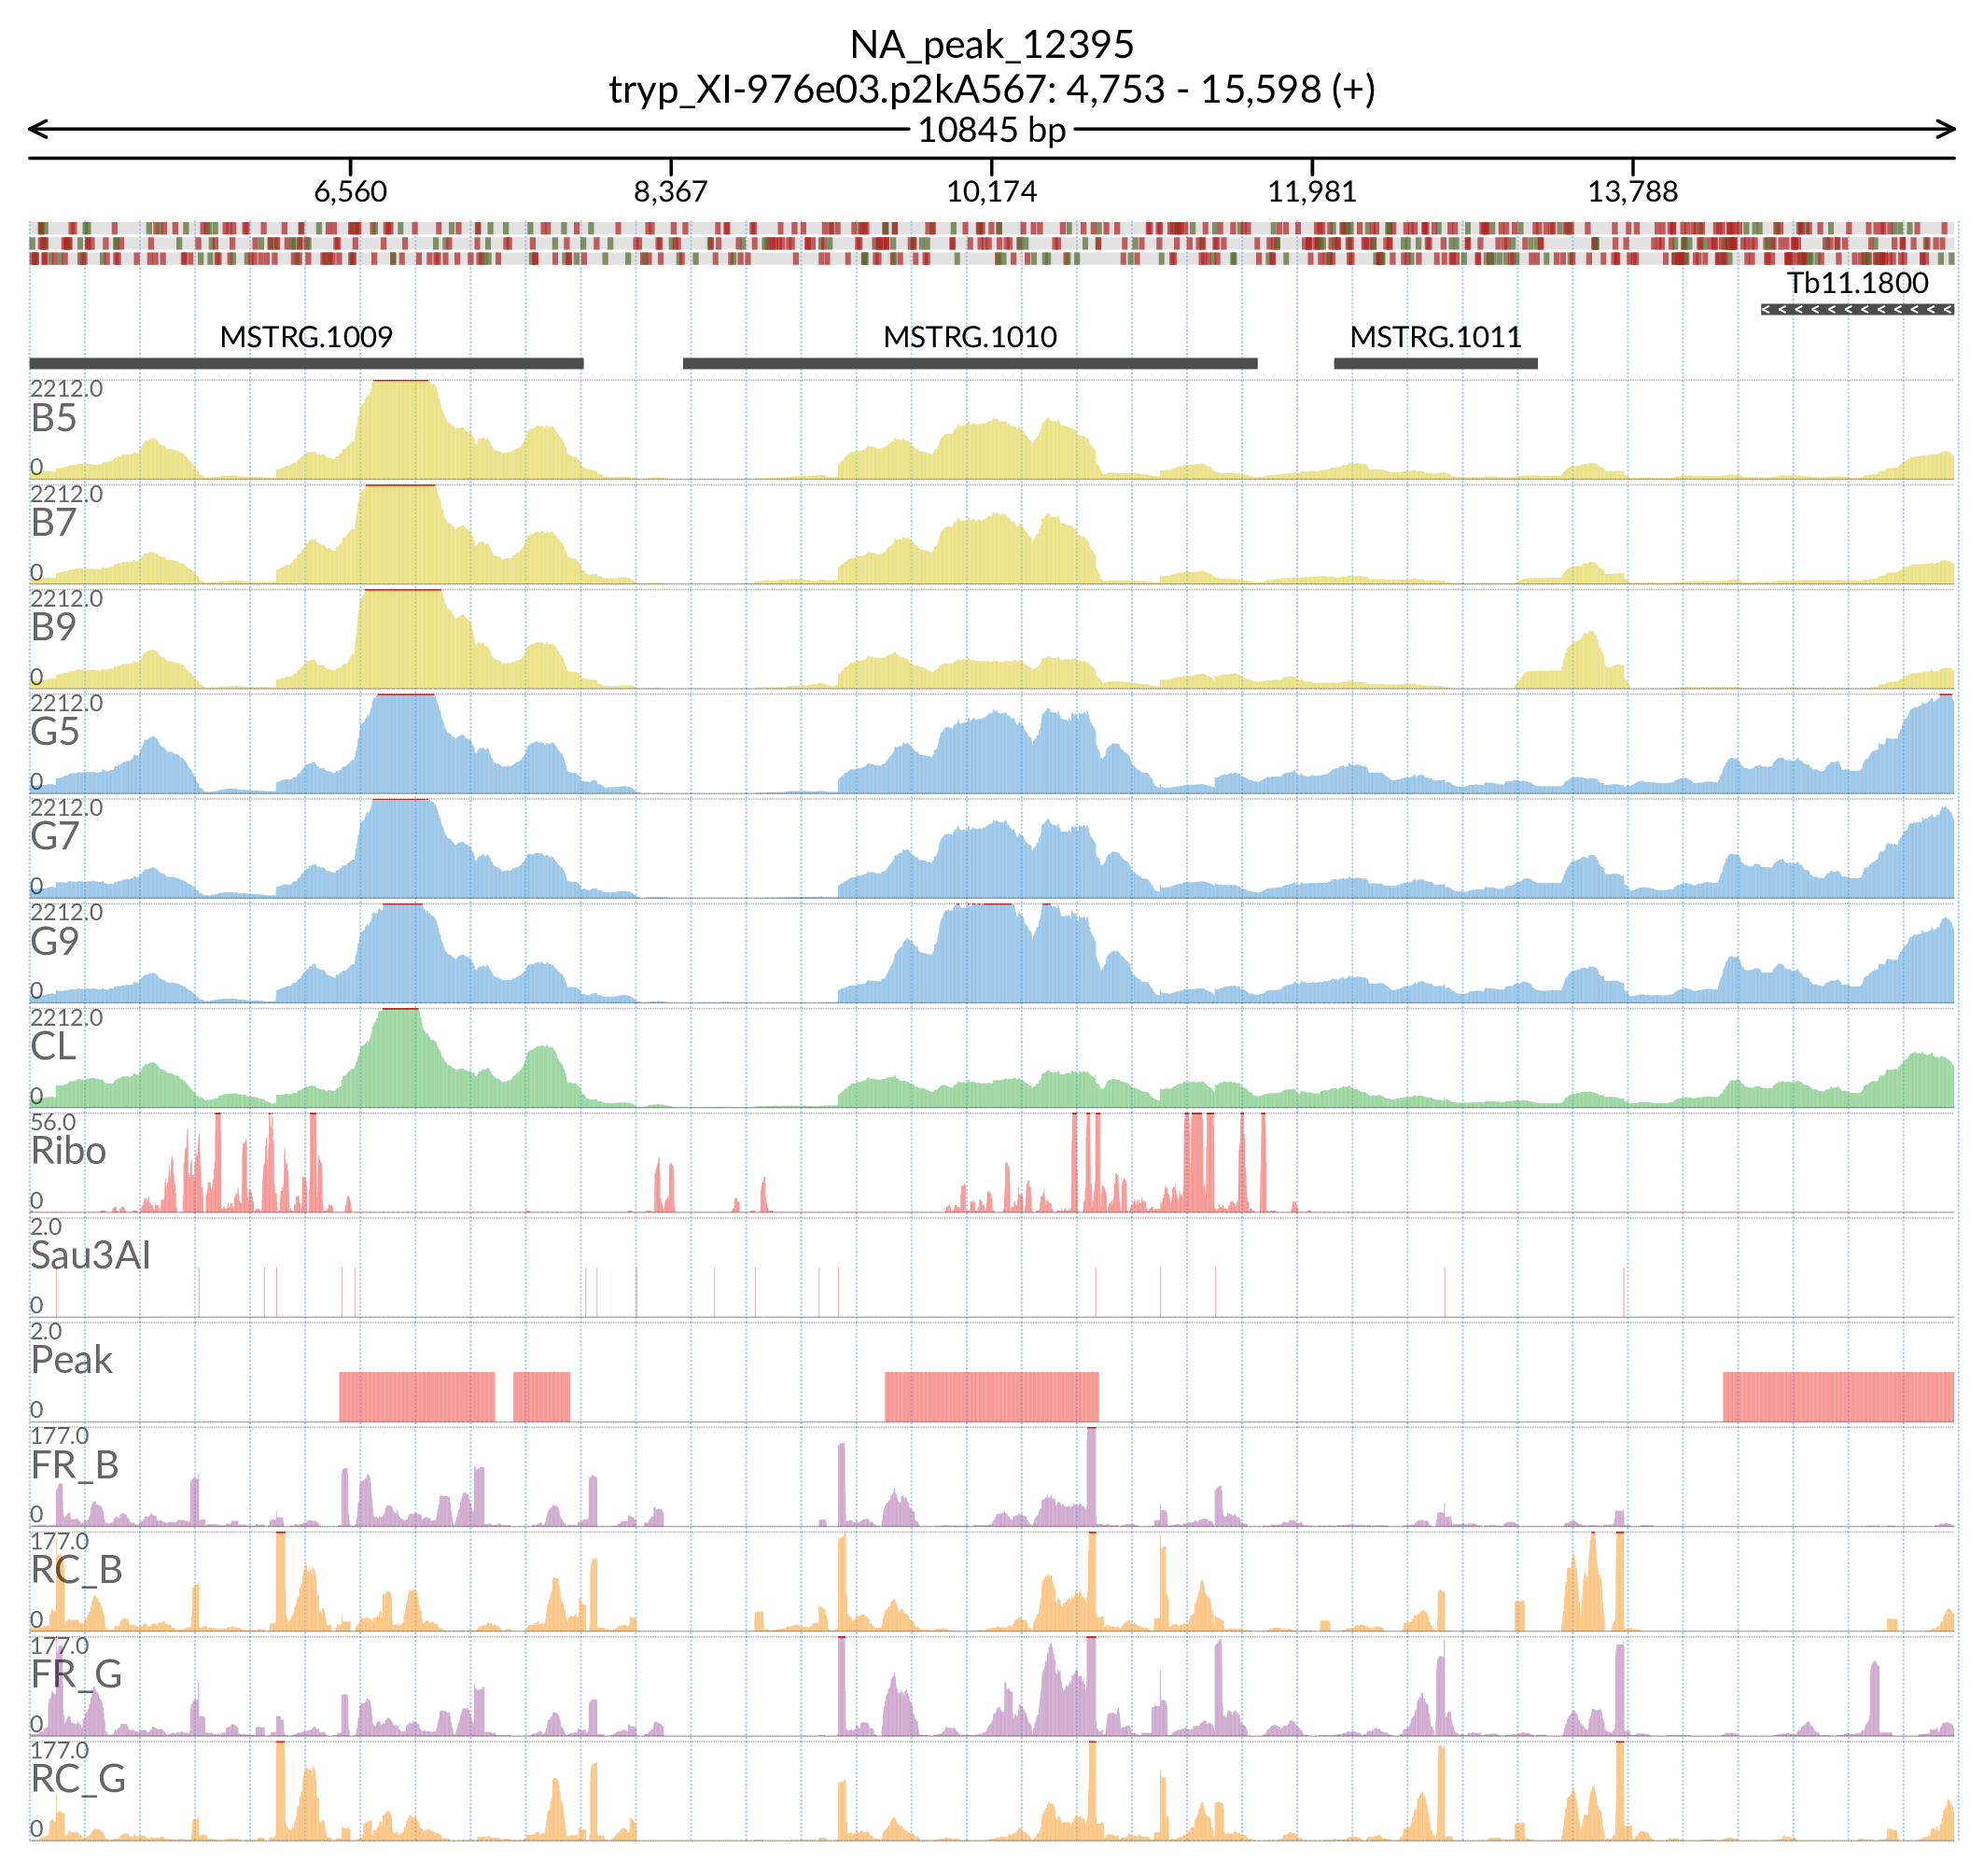 NA_peak_12395
tryp_XI-976e03.p2kA567: 4,753 - 15,598 (+)
10845 bp
6,560 8,367 10,174 11,981 13,788
Tb11.1800
MSTRG.1009 MSTRG.1010 MSTRG.1011
2212.0
B5
0
2212.0
B7
0
2212.0
B9
0
2212.0
G5
0
2212.0
G7
0
2212.0
G9
0
2212.0
CL
0
56.0
Ribo
0
2.0
Sau3AI
0
2.0
Peak
0
177.0
FR_B
0
177.0
RC_B
0
177.0
FR_G
0
177.0
RC_G
0